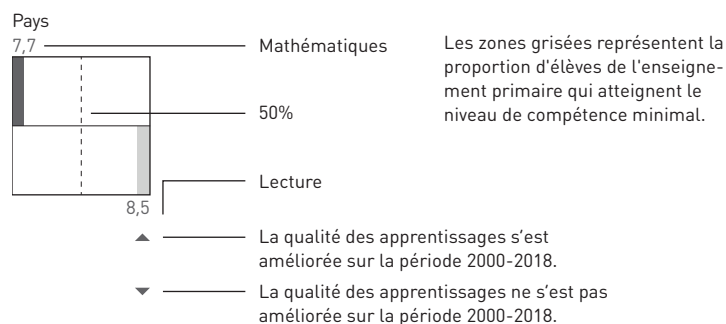 Pays
7,7
Mathématiques
Les zones grisées représentent la
proportion d'élèves de l'enseigne-
ment primaire qui atteignent le
niveau de compétence minimal.
50%
Lecture
8,5
La qualité des apprentissages s’est
améliorée sur la période 2000-2018.
La qualité des apprentissages ne s’est pas
améliorée sur la période 2000-2018.